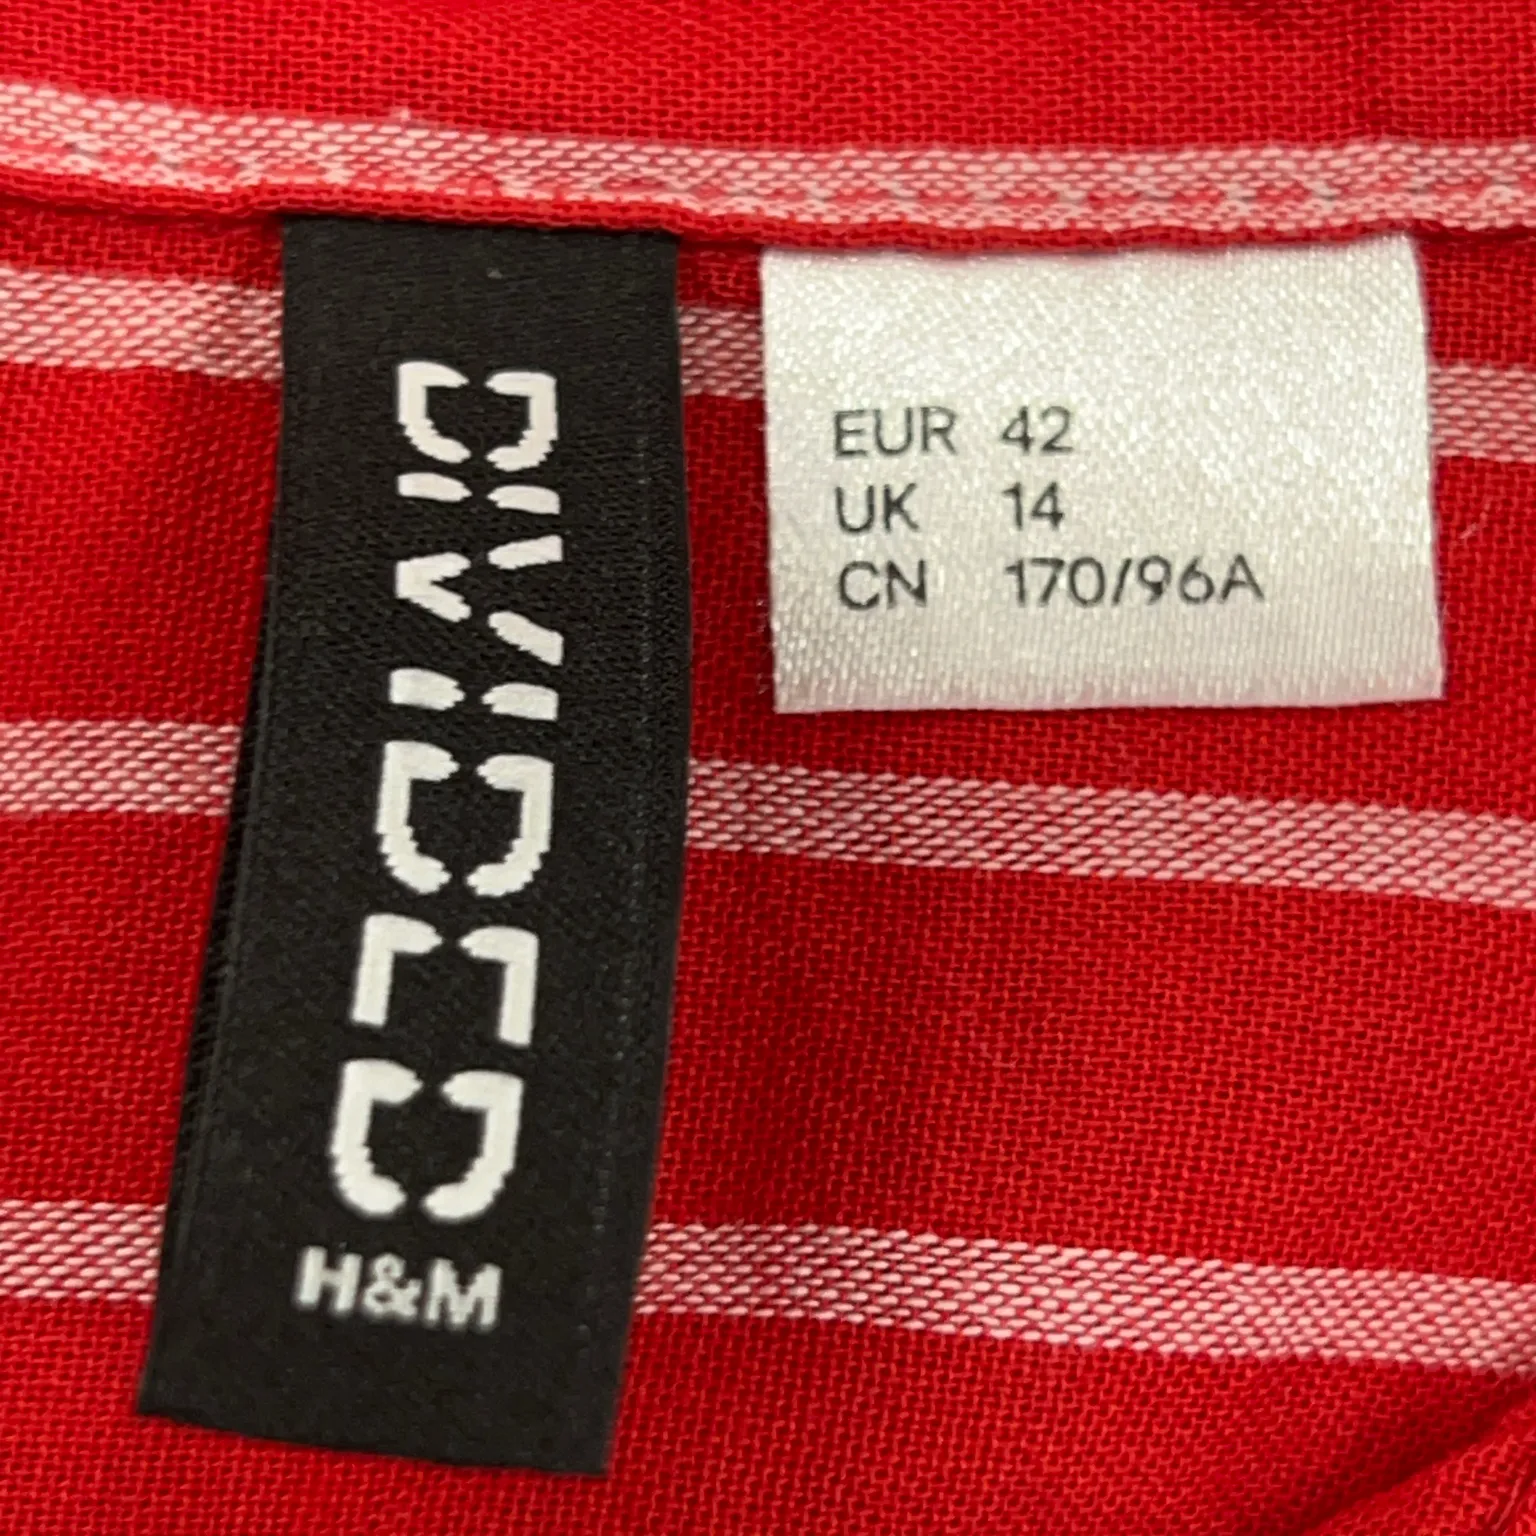 DIVIDED
H&M
EUR 42
UK 14
CN 170/96A